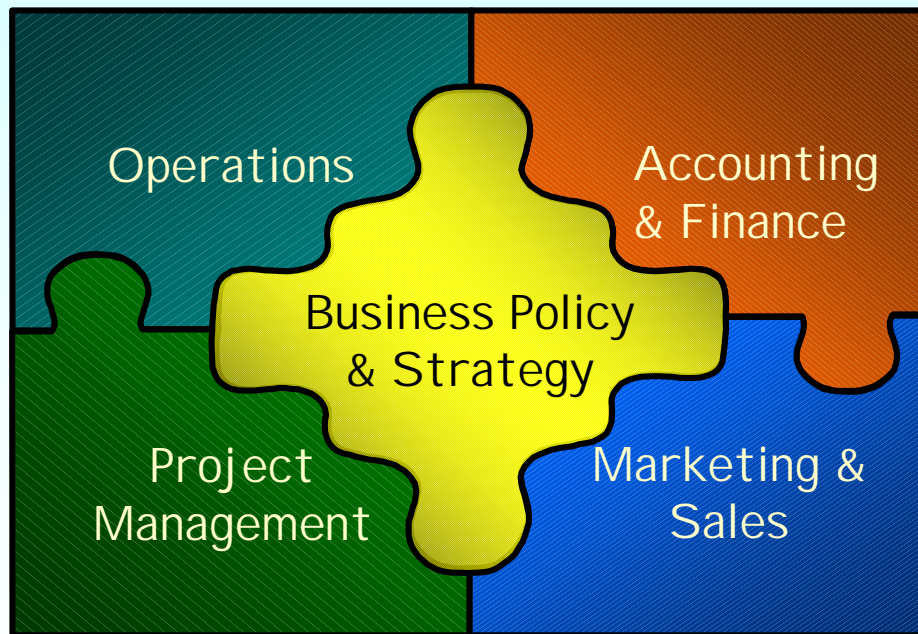 Operations
Accounting
& Finance
Business Policy
& Strategy
Project
Management
Marketing &
Sales